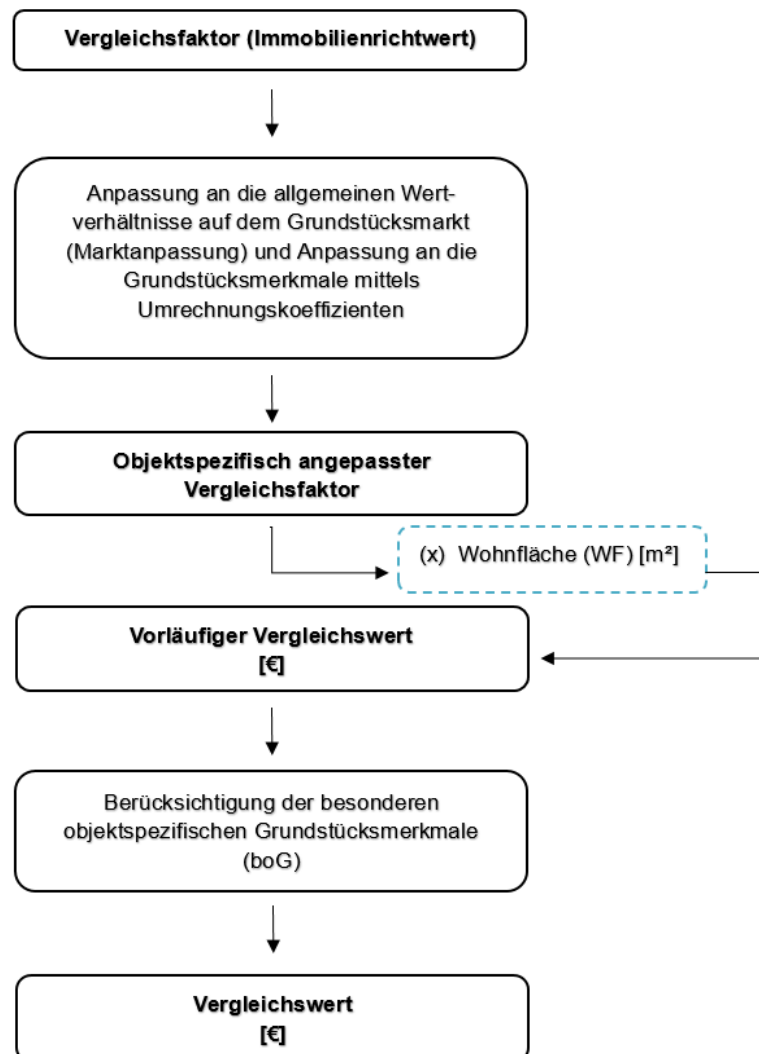 Vergleichsfaktor (Immobilienrichtwert)
Anpassung an die allgemeinen Wert-
verhältnisse auf dem Grundstücksmarkt
(Marktanpassung) und Anpassung an die
Grundstücksmerkmale mittels
Umrechnungskoeffizienten
Objektspezifisch angepasster
Vergleichsfaktor
(x) Wohnfläche (WF) [m²]
Vorläufiger Vergleichswert
[€]
Berücksichtigung der besonderen
objektspezifischen Grundstücksmerkmale
(boG)
Vergleichswert
[€]